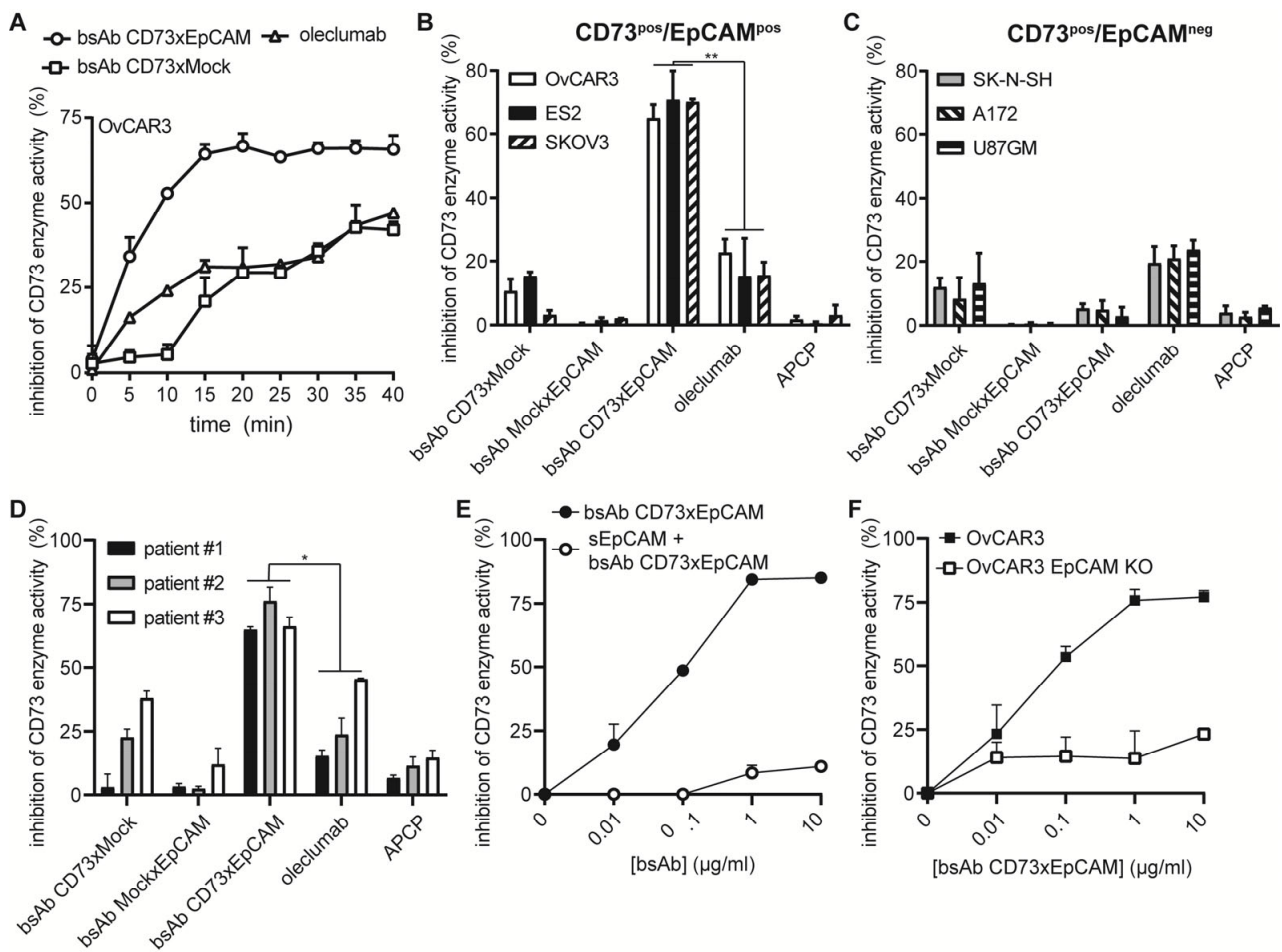 A
bsAb CD73xEpCAM
oleclumab
bsAb CD73xMock
inhibition of CD73 enzyme activity (%)
75
50
25
0
OvCAR3
0 5 10 15 20 25 30 35 40
time (min)
B
CD73pos/EpCAMpos
inhibition of CD73 enzyme activity (%)
80
60
40
20
0
OvCAR3
ES2
SKOV3
**
bsAb CD73xMock
bsAb MockxEpCAM
bsAb CD73xEpCAM
oleclumab
APCP
C
CD73pos/EpCAMneg
inhibition of CD73 enzyme activity (%)
80
60
40
20
0
SK-N-SH
A172
U87GM
bsAb CD73xMock
bsAb MockxEpCAM
bsAb CD73xEpCAM
oleclumab
APCP
D
inhibition of CD73 enzyme activity (%)
100
75
50
25
0
patient #1
patient #2
patient #3
*
bsAb CD73xMock
bsAb MockxEpCAM
bsAb CD73xEpCAM
oleclumab
APCP
E
bsAb CD73xEpCAM
sEpCAM +
bsAb CD73xEpCAM
inhibition of CD73 enzyme activity (%)
100
75
50
25
0
0 0.01 0 .1 1 10
[bsAb] (µg/ml)
F
OvCAR3
OvCAR3 EpCAM KO
inhibition of CD73 enzyme activity (%)
100
75
50
25
0
0 0.01 0.1 1 10
[bsAb CD73xEpCAM] (µg/ml)